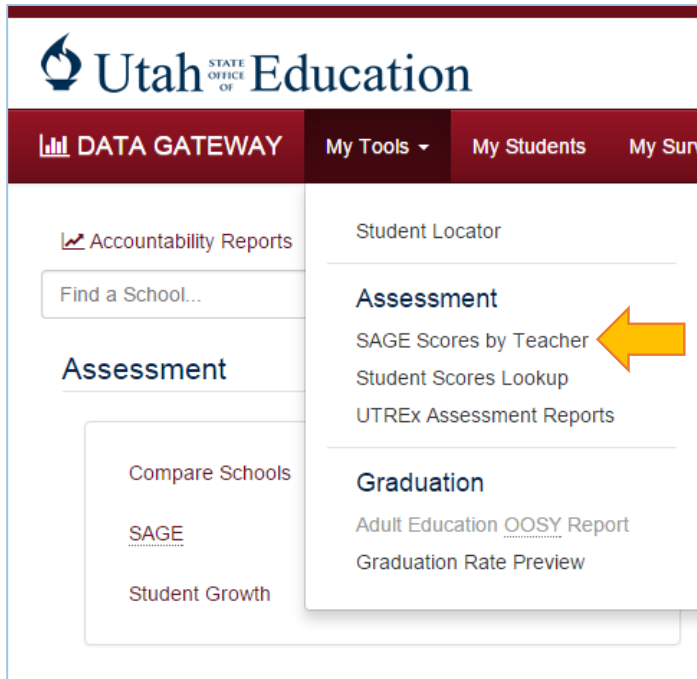 Utah STATE OFFICE OF Education
DATA GATEWAY My Tools My Students My Surv
Accountability Reports
Find a School...
Assessment
Compare Schools
SAGE
Student Growth
Student Locator
Assessment
SAGE Scores by Teacher
Student Scores Lookup
UTREx Assessment Reports
Graduation
Adult Education OOSY Report
Graduation Rate Preview